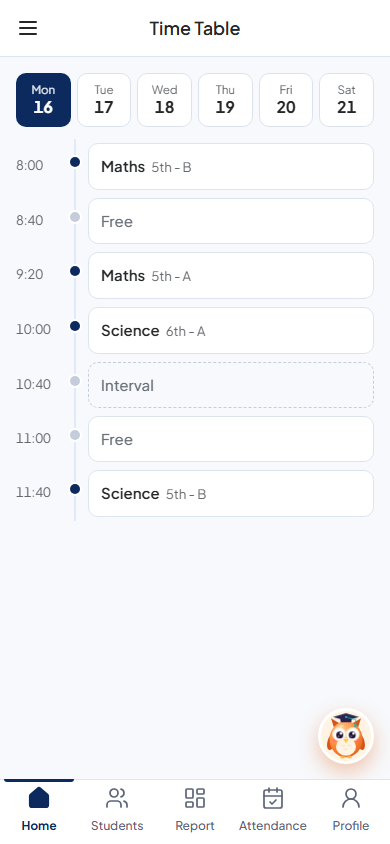 Time Table
Mon Tue Wed Thu Fri Sat
16 17 18 19 20 21
8:00 Maths 5th - B
8:40 Free
9:20 Maths 5th - A
10:00 Science 6th - A
10:40 Interval
11:00 Free
11:40 Science 5th - B
Home Students Report Attendance Profile